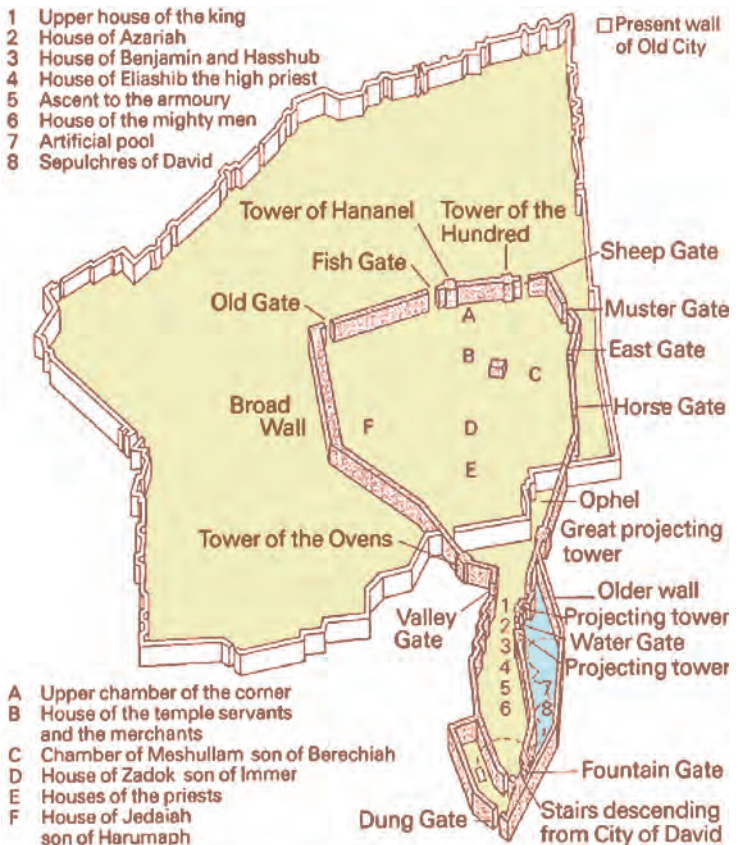 1 Upper house of the king
2 House of Azariah
3 House of Benjamin and Hasshub
4 House of Eliashib the high priest
5 Ascent to the armoury
6 House of the mighty men
7 Artificial pool
8 Sepulchres of David
Present wall
of Old City
Tower of Hananel
Tower of the
Hundred
Sheep Gate
Fish Gate
Old Gate
Muster Gate
A
East Gate
B
C
Broad
Wall
Horse Gate
F
D
E
Ophel
Tower of the Ovens
Great projecting
tower
Older wall
Valley
Gate
1
2
3
4
5
6
7
8
Projecting tower
Water Gate
Projecting tower
A Upper chamber of the corner
B House of the temple servants
and the merchants
C Chamber of Meshullam son of Berechiah
D House of Zadok son of Immer
E Houses of the priests
F House of Jedaiah
son of Harumaph
Fountain Gate
Dung Gate
Stairs descending
from City of David